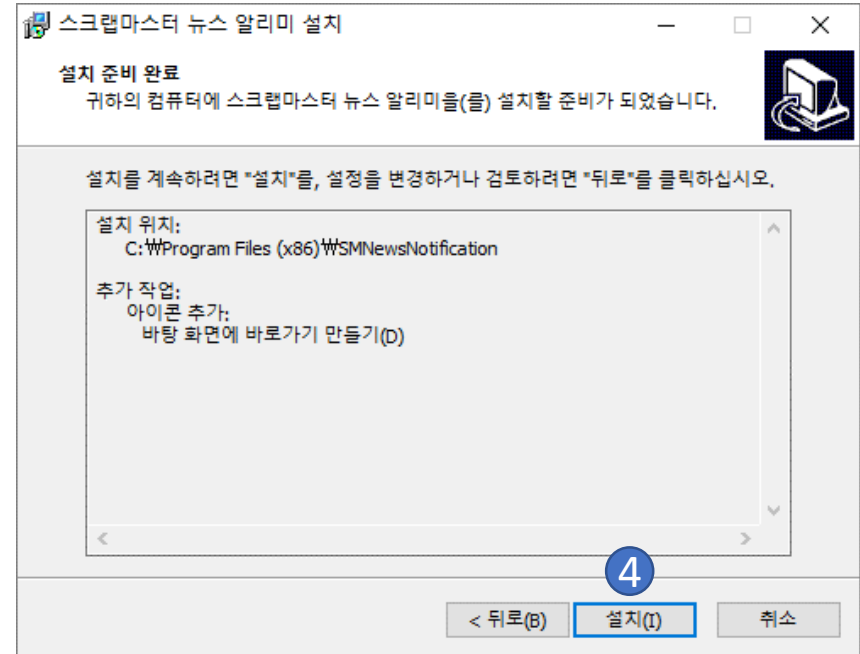 스크랩마스터 뉴스 알리미 설치
설치 준비 완료
귀하의 컴퓨터에 스크랩마스터 뉴스 알리미을(를) 설치할 준비가 되었습니다.
설치를 계속하려면 "설치"를, 설정을 변경하거나 검토하려면 "뒤로"를 클릭하십시오.
설치 위치:
C:₩Program Files (x86)₩SMNewsNotification
추가 작업:
아이콘 추가:
바탕 화면에 바로가기 만들기(D)
4
< 뒤로(B) 설치(I) 취소